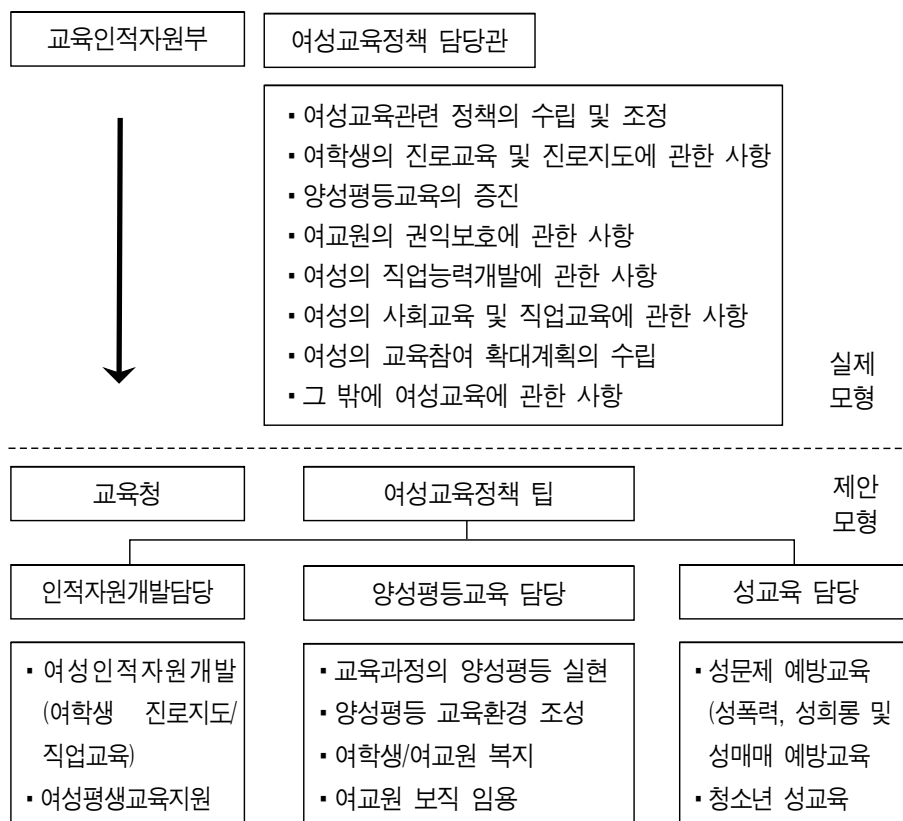 교육인적자원부
여성교육정책 담당관
▪ 여성교육관련 정책의 수립 및 조정
▪ 여학생의 진로교육 및 진로지도에 관한 사항
▪ 양성평등교육의 증진
▪ 여교원의 권익보호에 관한 사항
▪ 여성의 직업능력개발에 관한 사항
▪ 여성의 사회교육 및 직업교육에 관한 사항
▪ 여성의 교육참여 확대계획의 수립
▪ 그 밖에 여성교육에 관한 사항
실제
모형
교육청
여성교육정책 팁
제안
모형
인적자원개발담당
양성평등교육 담당
성교육 담당
▪ 여성인적자원개발
(여학생 진로지도/
직업교육)
▪ 여성평생교육지원
▪ 교육과정의 양성평등 실현
▪ 양성평등 교육환경 조성
▪ 여학생/여교원 복지
▪ 여교원 보직 임용
▪ 성문제 예방교육
(성폭력, 성희롱 및
성매매 예방교육
▪ 청소년 성교육